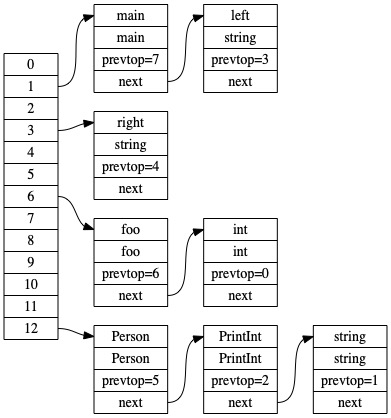 0
1
2
3
4
5
6
7
8
9
10
11
12
main
main
prevtop=7
next
left
string
prevtop=3
next
right
string
prevtop=4
next
foo
foo
prevtop=6
next
int
int
prevtop=0
next
Person
Person
prevtop=5
next
PrintInt
PrintInt
prevtop=2
next
string
string
prevtop=1
next